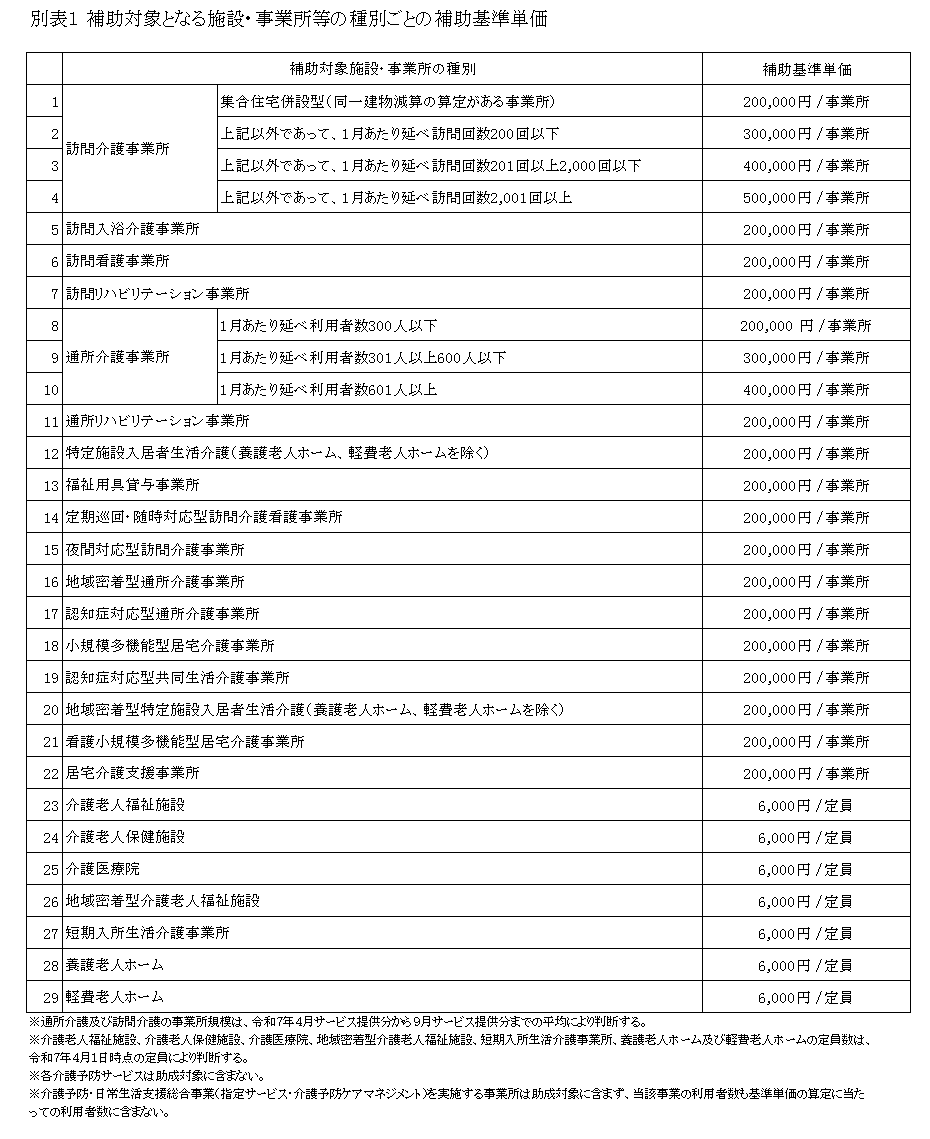 別表1 補助対象となる施設・事業所等の種別ごとの補助基準単価
補助対象施設・事業所の種別 補助基準単価
1 訪問介護事業所 集合住宅併設型(同一建物減算の算定がある事業所) 200,000円/事業所
2 上記以外であって、1月あたり延べ訪問回数200回以下 300,000円/事業所
3 上記以外であって、1月あたり延べ訪問回数201回以上2,000回以下 400,000円/事業所
4 上記以外であって、1月あたり延べ訪問回数2,001回以上 500,000円/事業所
5 訪問入浴介護事業所 200,000円/事業所
6 訪問看護事業所 200,000円/事業所
7 訪問リハビリテーション事業所 200,000円/事業所
8 通所介護事業所 1月あたり延べ利用者数300人以下 200,000 円/事業所
9 1月あたり延べ利用者数301人以上600人以下 300,000円/事業所
10 1月あたり延べ利用者数601人以上 400,000円/事業所
11 通所リハビリテーション事業所 200,000円/事業所
12 特定施設入居者生活介護(養護老人ホーム、軽費老人ホームを除く) 200,000円/事業所
13 福祉用具貸与事業所 200,000円/事業所
14 定期巡回・随時対応型訪問介護看護事業所 200,000円/事業所
15 夜間対応型訪問介護事業所 200,000円/事業所
16 地域密着型通所介護事業所 200,000円/事業所
17 認知症対応型通所介護事業所 200,000円/事業所
18 小規模多機能型居宅介護事業所 200,000円/事業所
19 認知症対応型共同生活介護事業所 200,000円/事業所
20 地域密着型特定施設入居者生活介護(養護老人ホーム、軽費老人ホームを除く) 200,000円/事業所
21 看護小規模多機能型居宅介護事業所 200,000円/事業所
22 居宅介護支援事業所 200,000円/事業所
23 介護老人福祉施設 6,000円/定員
24 介護老人保健施設 6,000円/定員
25 介護医療院 6,000円/定員
26 地域密着型介護老人福祉施設 6,000円/定員
27 短期入所生活介護事業所 6,000円/定員
28 養護老人ホーム 6,000円/定員
29 軽費老人ホーム 6,000円/定員
※通所介護及び訪問介護の事業所規模は、令和7年4月サービス提供分から9月サービス提供分までの平均により判断する。
※介護老人福祉施設、介護老人保健施設、介護医療院、地域密着型介護老人福祉施設、短期入所生活介護事業所、養護老人ホーム及び軽費老人ホームの定員数は、
令和7年4月1日時点の定員により判断する。
※各介護予防サービスは助成対象に含まない。
※介護予防・日常生活支援総合事業(指定サービス・介護予防ケアマネジメント)を実施する事業所は助成対象に含まず、当該事業の利用者数も基準単価の算定に当た
っての利用者数に含まない。